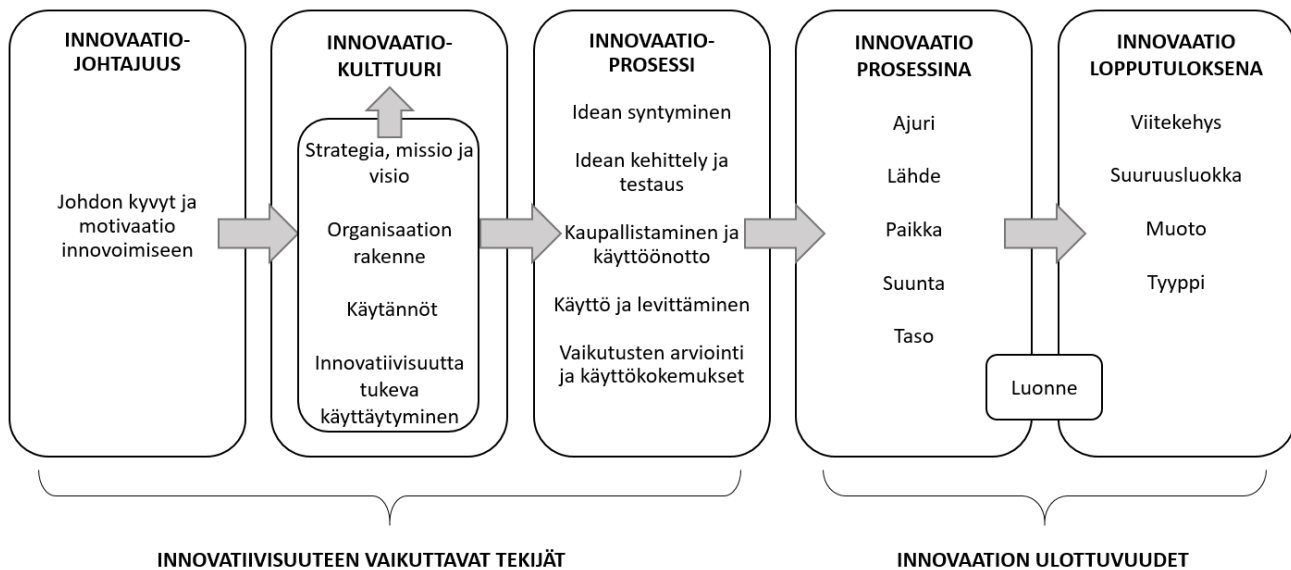 INNOVAATIO-
JOHTAJUUS
Johdon kyvyt ja
motivaatio
innovoimiseen
INNOVAATIO-
KULTTUURI
Strategia, missio ja
visio
Organisaation
rakenne
Käytännöt
Innovatiivisuutta
tukeva
käyttäytyminen
INNOVAATIO-
PROSESSI
Idean syntyminen
Idean kehittely ja
testaus
Kaupallistaminen ja
käyttöönotto
Käyttö ja levittäminen
Vaikutusten arviointi
ja käyttökokemukset
INNOVAATIO
PROSESSINA
Ajuri
Lähde
Paikka
Suunta
Taso
Luonne
INNOVAATIO
LOPPUTULOKSENA
Viitekehys
Suuruusluokka
Muoto
Tyyppi
INNOVATIIVISUUTEEN VAIKUTTAVAT TEKIJÄT
INNOVAATION ULOTTUVUUDET